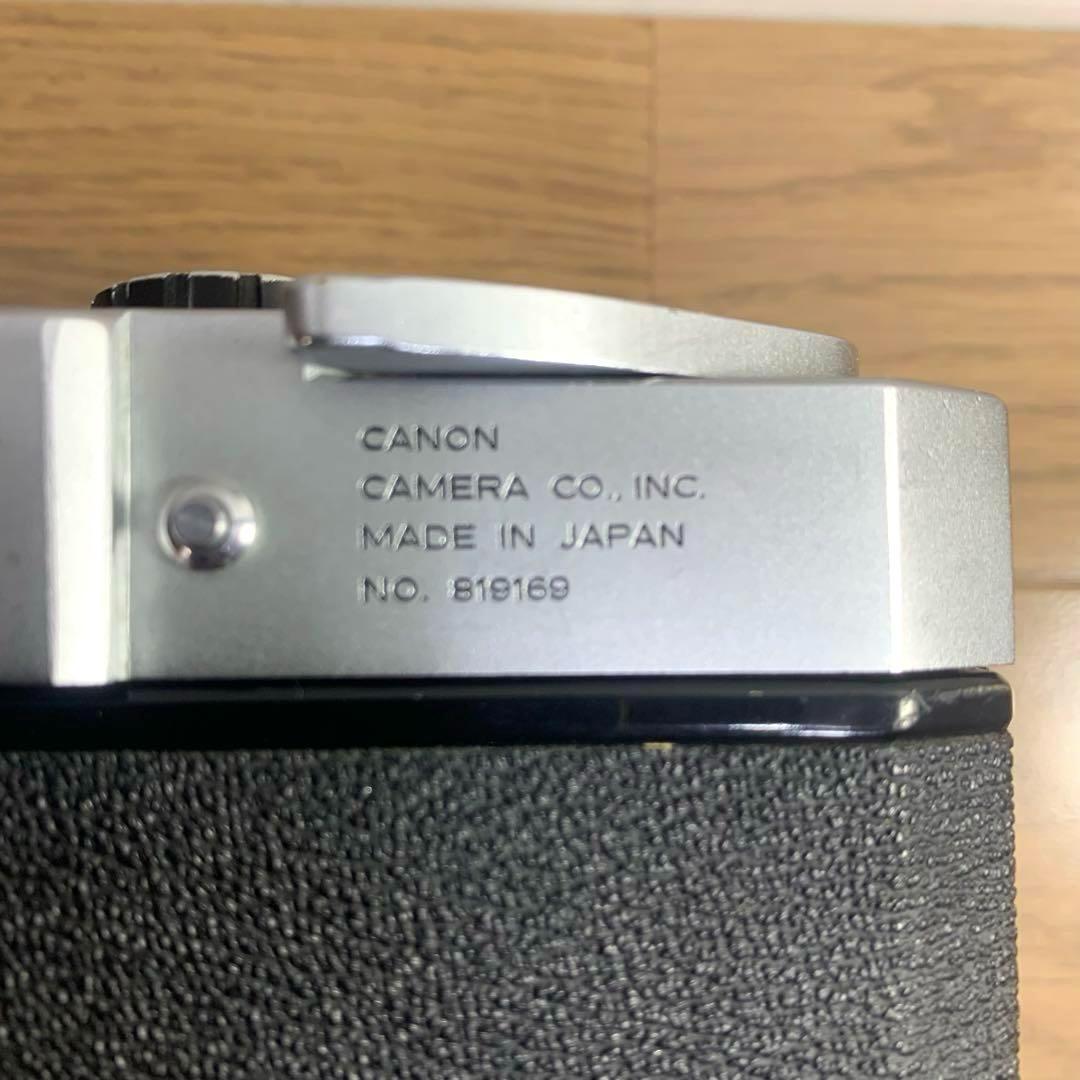 CANON
CAMERA CO., INC.
MADE IN JAPAN
NO. 819169